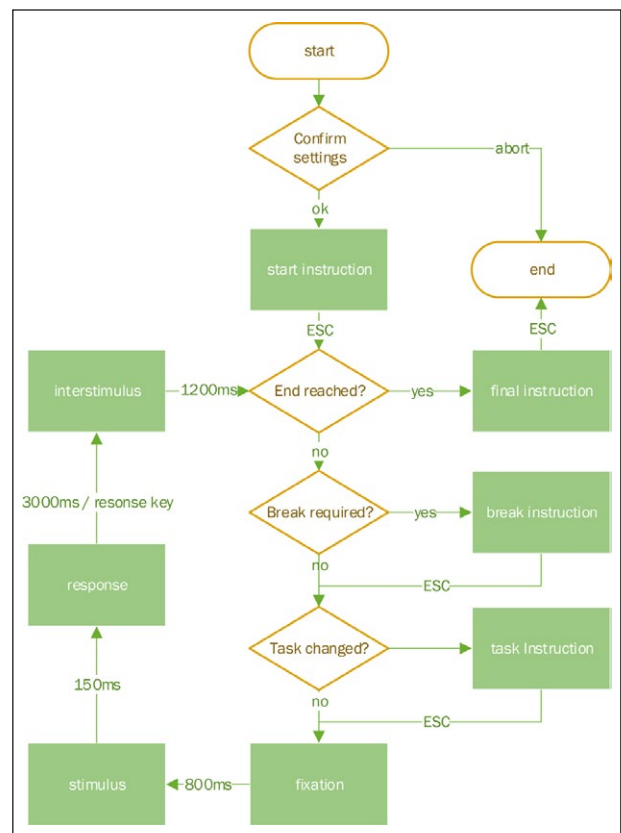 start
Confirm
settings
abort
ok
start instruction
end
ESC
ESC
interstimulus
1200ms
End reached?
yes
final instruction
no
3000ms / resonse key
Break required?
yes
break instruction
no
response
ESC
Task changed?
task Instruction
150ms
no
ESC
stimulus
800ms
fixation